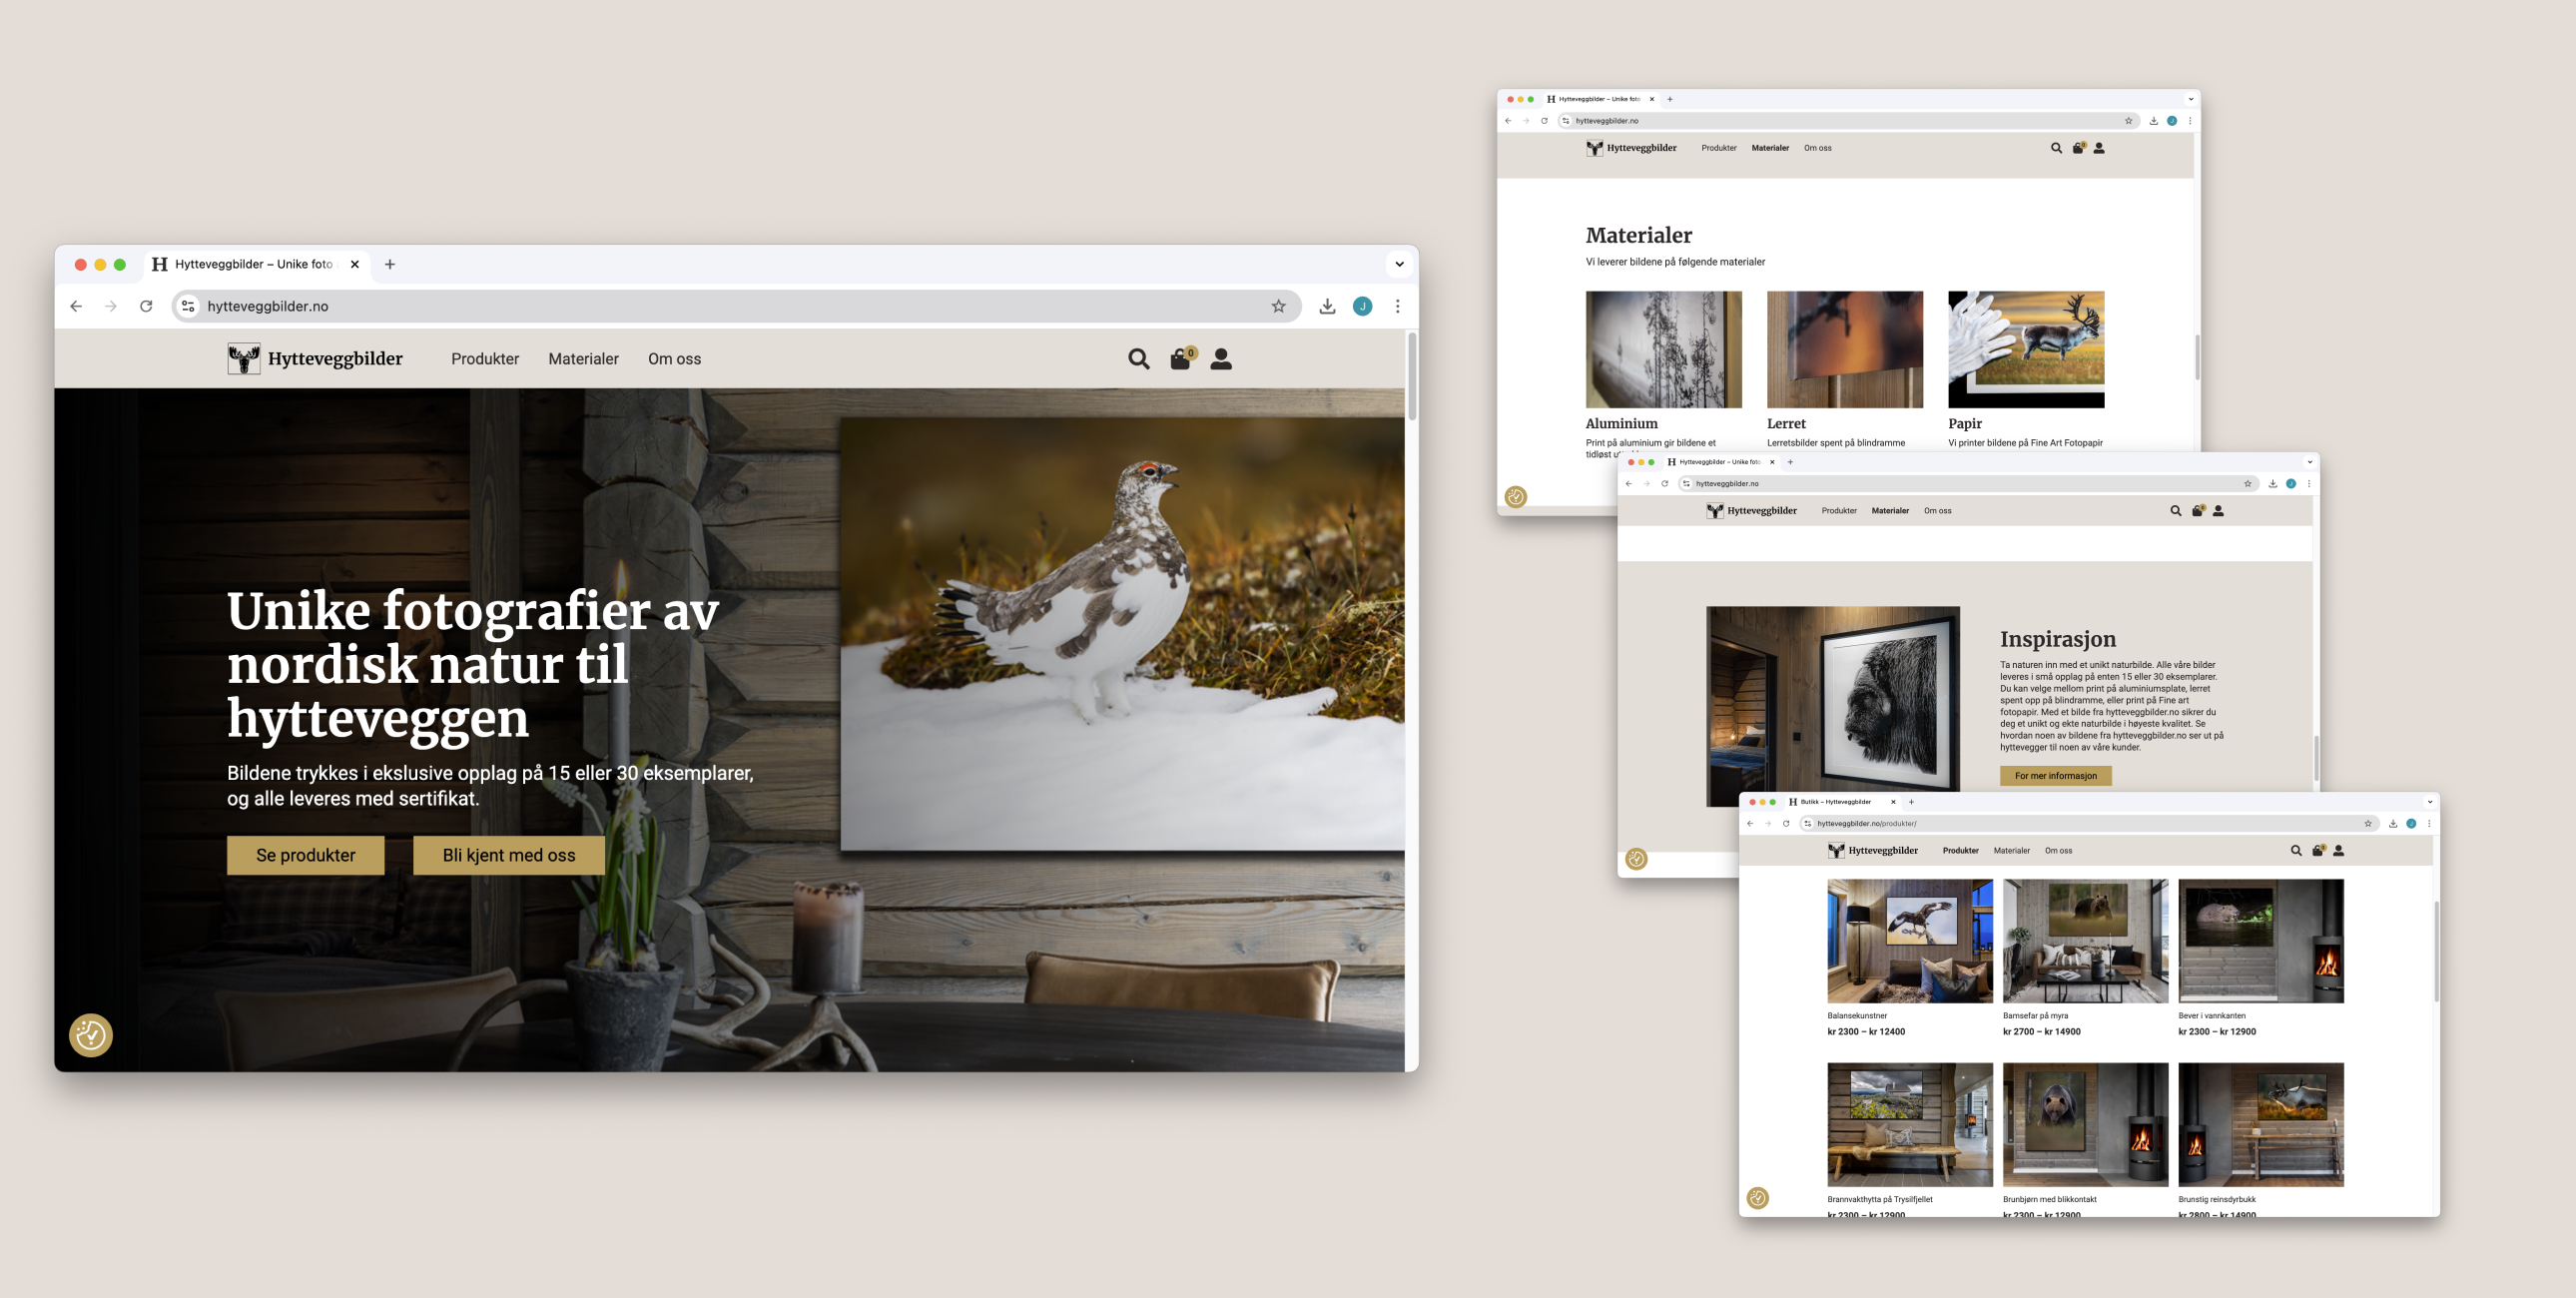 Hytteveggbilder – Unike foto
hytteveggbilder.no
J
Hytteveggbilder
Produkter
Materialer
Om oss
0
Unike fotografier av
nordisk natur til
hytteveggen
Bildene trykkes i ekslusive opplag på 15 eller 30 eksemplarer,
og alle leveres med sertifikat.
Se produkter
Bli kjent med oss
Hytteveggbilder – Unike foto
hytteveggbilder.no
Hytteveggbilder
Produkter
Materialer
Om oss
Materialer
Vi leverer bildene på følgende materialer
Aluminium
Print på aluminium gir bildene et
tidløst
Lerret
Lerretsbilder spent på blindramme
Papir
Vi printer bildene på Fine Art Fotopapir
Hytteveggbilder – Unike foto
hytteveggbilder.no
Hytteveggbilder
Produkter
Materialer
Om oss
Inspirasjon
Ta naturen inn med et unikt naturbilde. Alle våre bilder
leveres i små opplag på enten 15 eller 30 eksemplarer.
Du kan velge mellom print på aluminiumsplate, lerret
spent opp på blindramme, eller print på Fine art
fotopapir. Med et bilde fra hytteveggbilder.no sikrer du
deg et unikt og ekte naturbilde i høyeste kvalitet. Se
hvordan noen av bildene fra hytteveggbilder.no ser ut på
hyttevegger til noen av våre kunder.
For mer informasjon
Butikk – Hytteveggbilder
hytteveggbilder.no/produkter/
Hytteveggbilder
Produkter
Materialer
Om oss
Balansekunstner
kr 2300 – kr 12400
Bamsefar på myra
kr 2700 – kr 14900
Bever i vannkanten
kr 2300 – kr 12900
Brannvakthytta på Trysilfjellet
kr 2300 – kr 12900
Brunbjørn med blikkontakt
kr 2300 – kr 12900
Brunstig reinsdyrbukk
kr 2800 – kr 14900